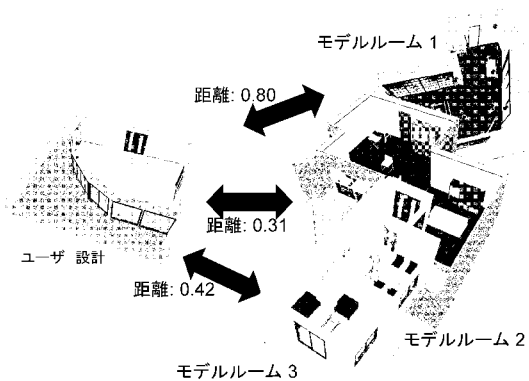 モデルルーム 1
距離: 0.80
距離: 0.31
ユーザ 設計
距離: 0.42
モデルルーム 2
モデルルーム 3